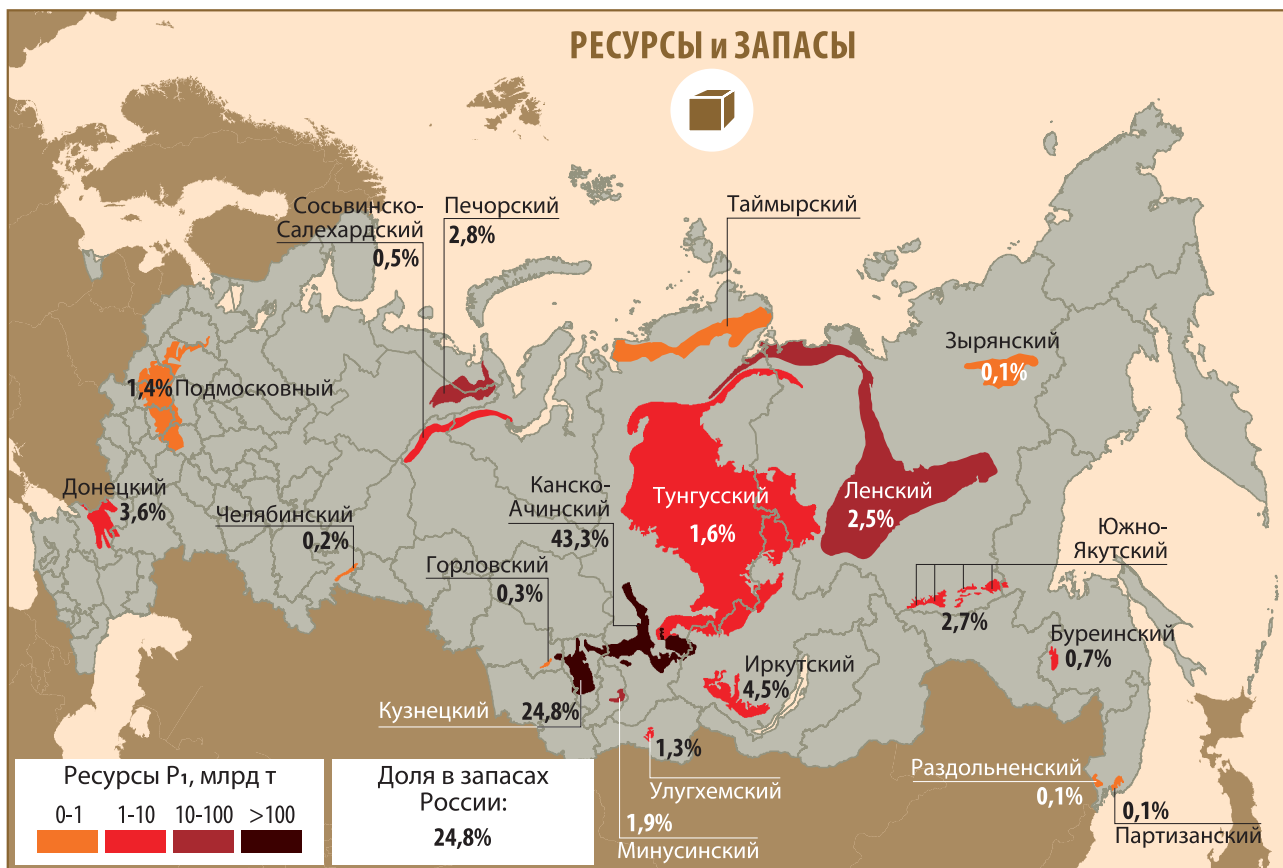 РЕСУРСЫ и ЗАПАСЫ
Сосьвинско-
Салехардский
0,5%
Печорский
2,8%
Таймырский
Зырянский
0,1%
1,4% Подмосковный
Донецкий
3,6%
Челябинский
0,2%
Канско-
Ачинский
43,3%
Горловский
0,3%
Тунгусский
1,6%
Ленский
2,5%
Южно-
Якутский
2,7%
Буреинский
0,7%
Иркутский
4,5%
Кузнецкий 24,8%
1,3%
Улугхемский
1,9%
Минусинский
Раздольненский
0,1%
0,1%
Партизанский
Ресурсы P₁, млрд т
0-1 1-10 10-100 >100
Доля в запасах
России:
24,8%